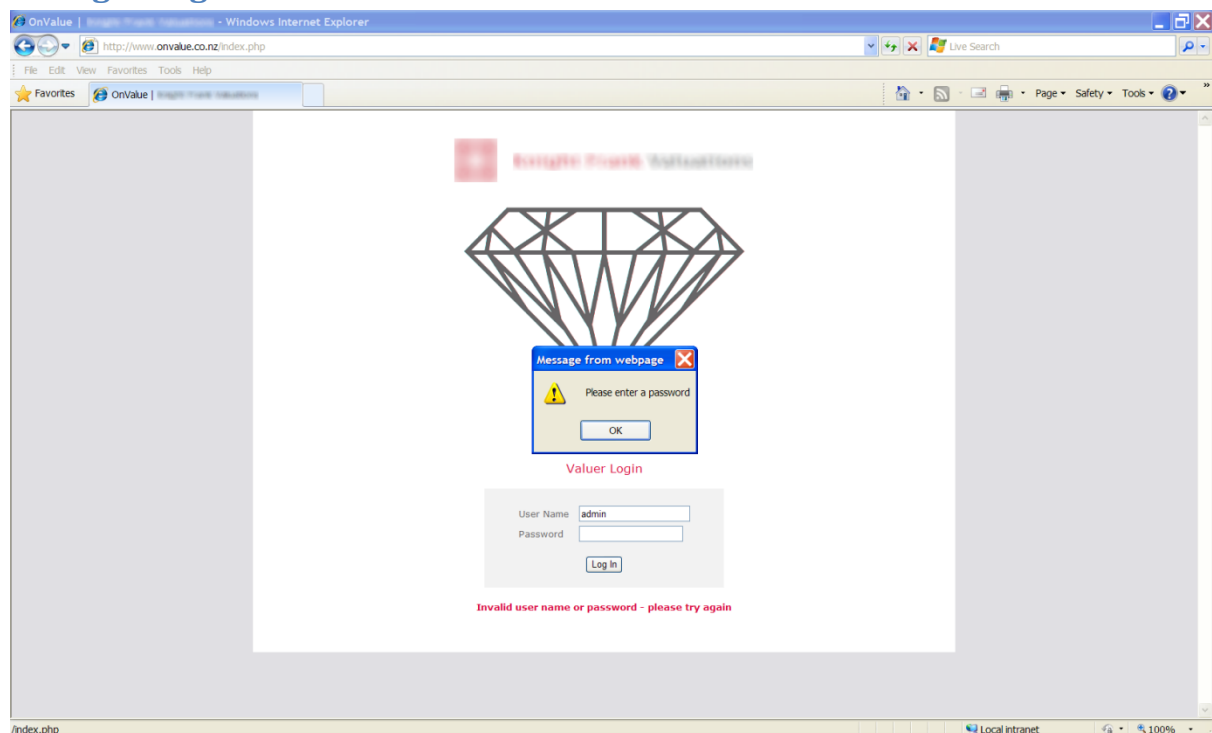 OnValue | - Windows Internet Explorer
http://www.onvalue.co.nz/index.php
Live Search
File Edit View Favorites Tools Help
Favorites OnValue | Page Safety Tools
Message from webpage
Please enter a password
OK
Valuer Login
User Name admin
Password
Log In
Invalid user name or password - please try again
/index.php Local intranet 100%